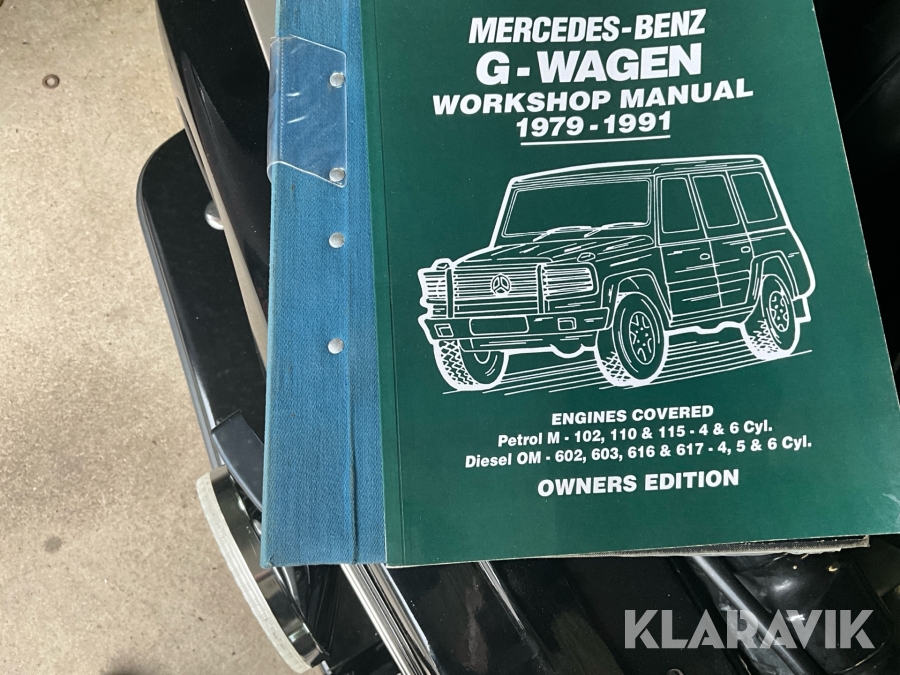 MERCEDES-BENZ
G-WAGEN
WORKSHOP MANUAL
1979-1991
ENGINES COVERED
Petrol M - 102, 110 & 115 - 4 & 6 Cyl.
Diesel OM - 602, 603, 616 & 617 - 4, 5 & 6 Cyl.
OWNERS EDITION
KLARAVIK